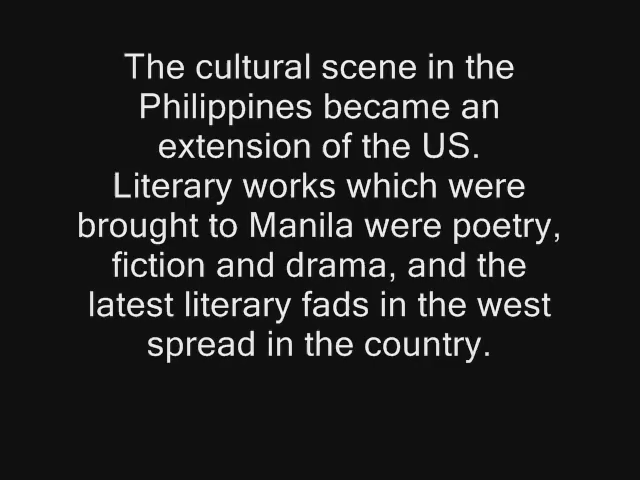 The cultural scene in the
Philippines became an
extension of the US.
Literary works which were
brought to Manila were poetry,
fiction and drama, and the
latest literary fads in the west
spread in the country.